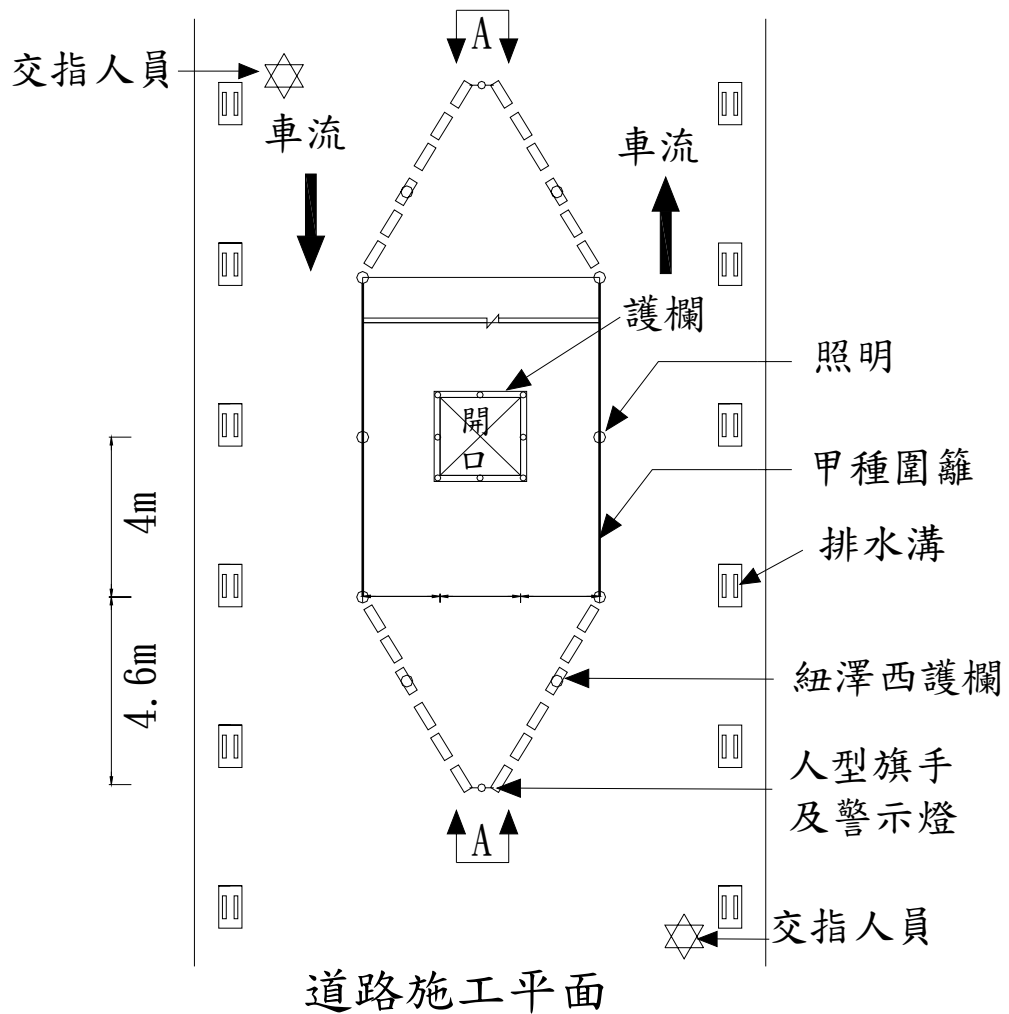 A
交指人員
車流
車流
護欄
照明
開
口
4m
甲種圍籬
排水溝
4.6m
紐澤西護欄
人型旗手
及警示燈
A
交指人員
道路施工平面